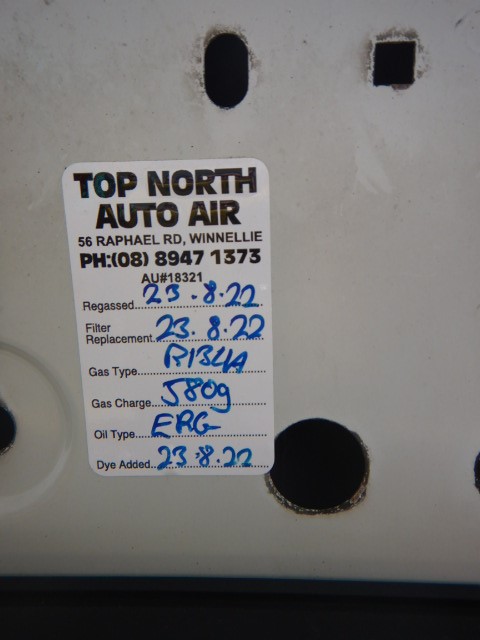 TOP NORTH
AUTO AIR
56 RAPHAEL RD, WINNELLIE
PH:(08) 8947 1373
AU#18321
Regassed 23.8.22
Filter
Replacement 23.8.22
Gas Type R134A
Gas Charge 580g
Oil Type ERG
Dye Added 23.8.22